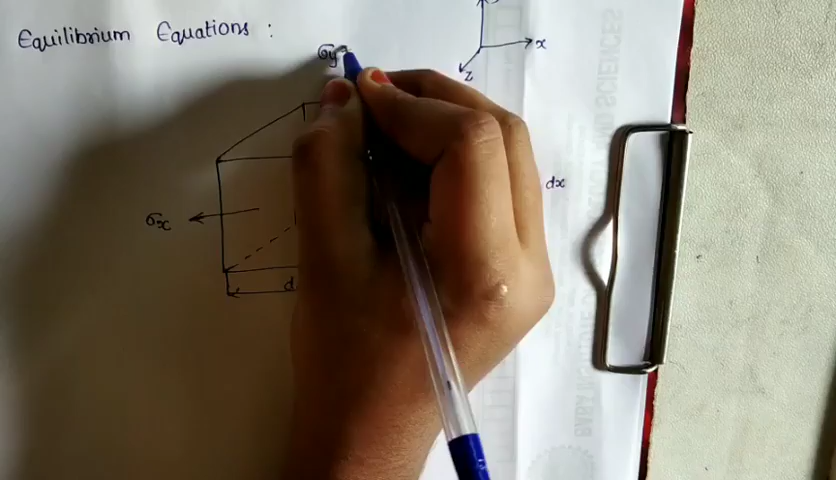 Equilibrium Equations :
σy
x
z
dx
σx
d